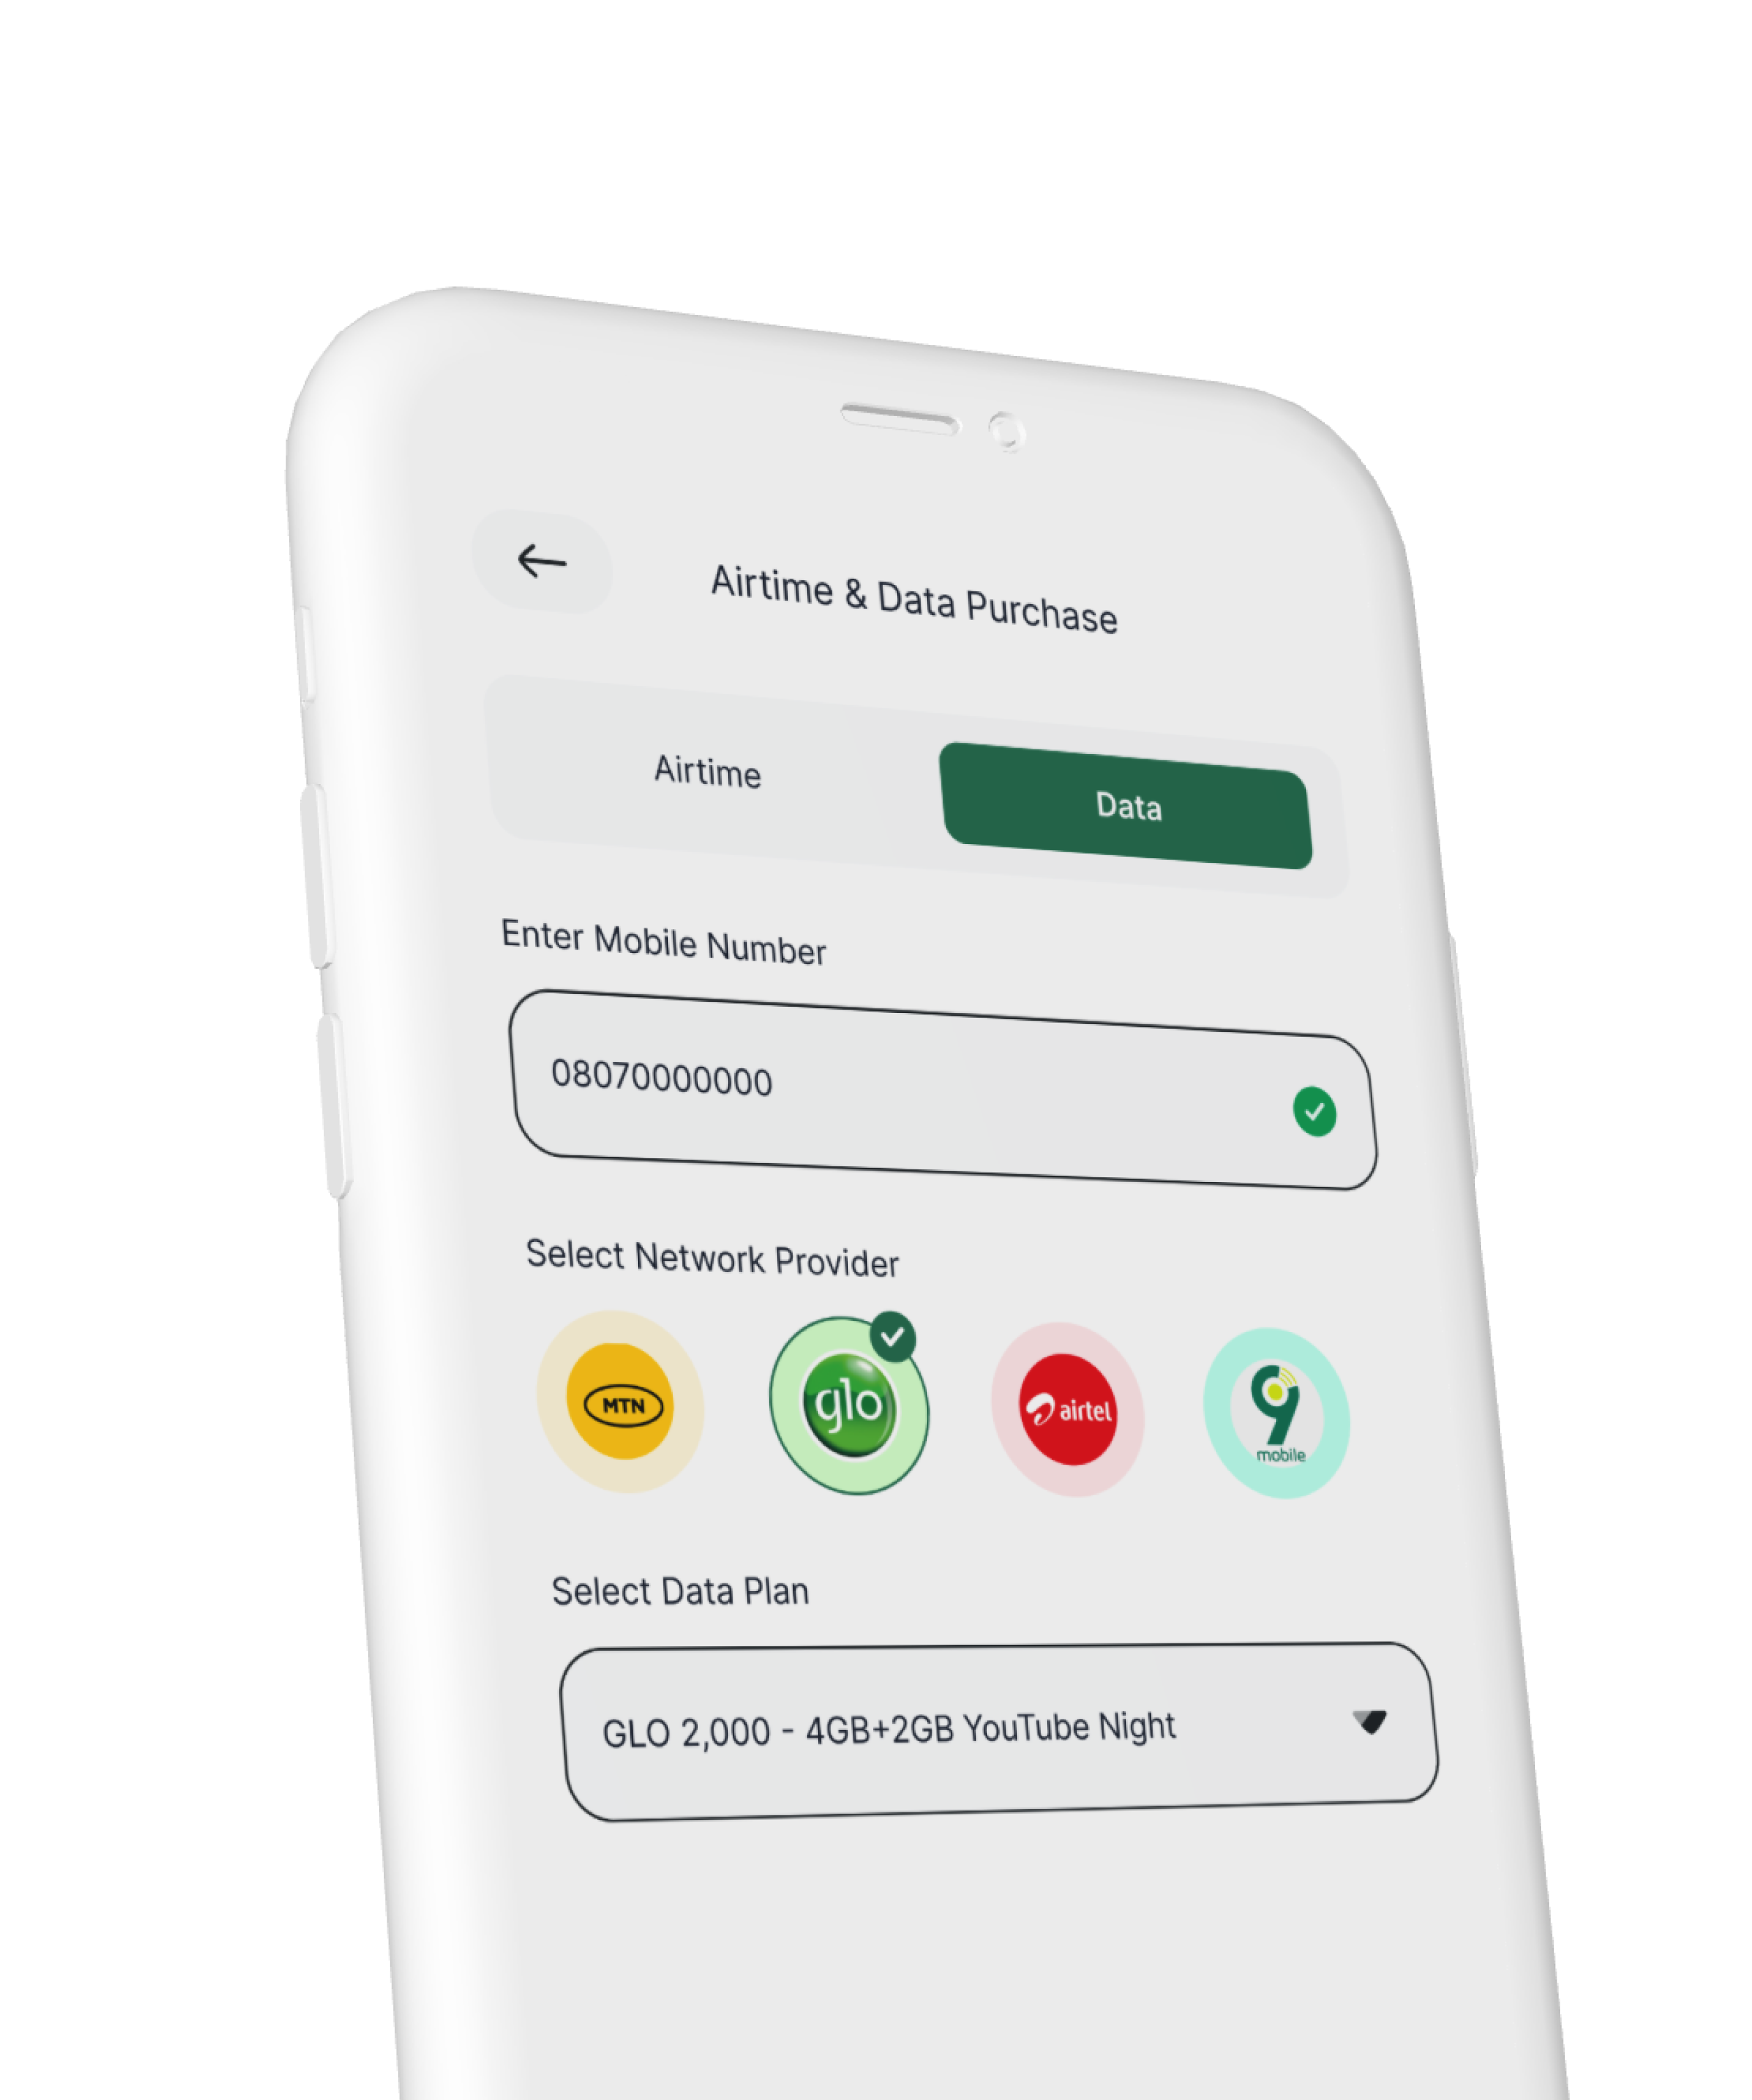 Airtime & Data Purchase
Airtime
Data
Enter Mobile Number
08070000000
Select Network Provider
MTN
glo
airtel
9
mobile
Select Data Plan
GLO 2,000 - 4GB+2GB YouTube Night